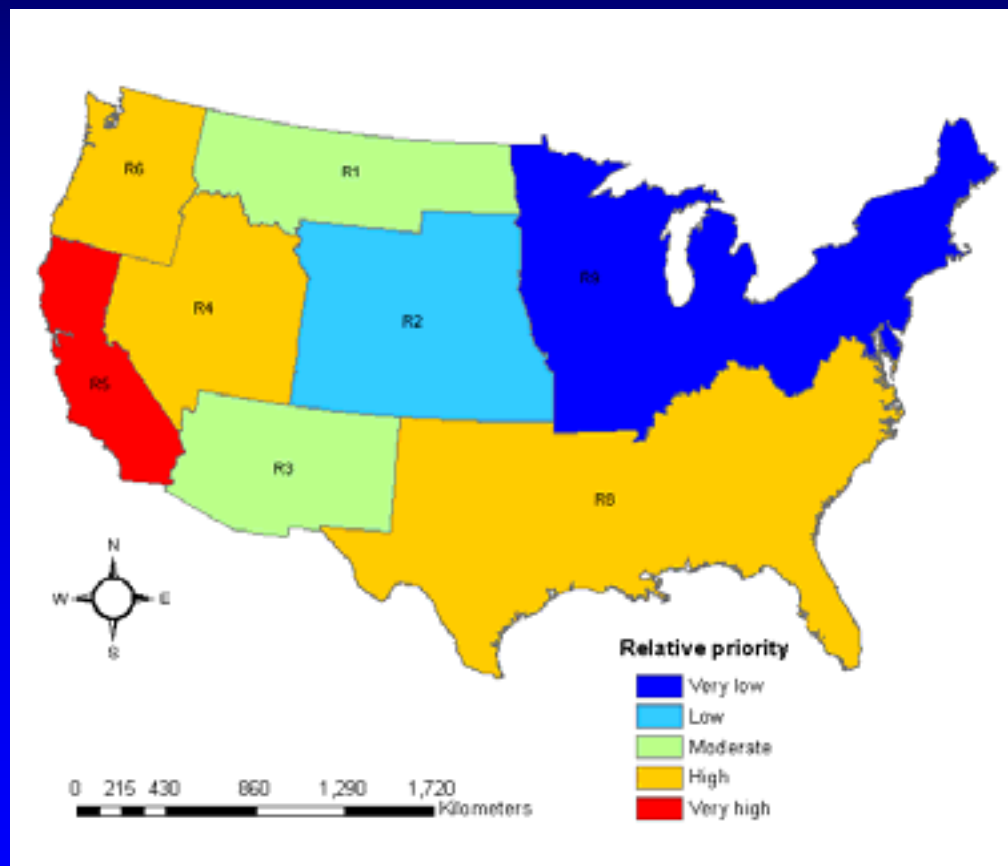 R6
R1
R9
R4
R2
R5
R3
R8
N
W E
S
Relative priority
Very low
Low
Moderate
High
Very high
0 215 430 860 1,290 1,720
Kilometers